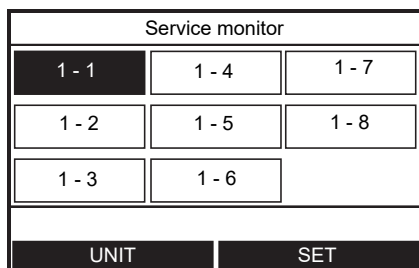 Service monitor
1 - 1 1 - 4 1 - 7
1 - 2 1 - 5 1 - 8
1 - 3 1 - 6
UNIT SET